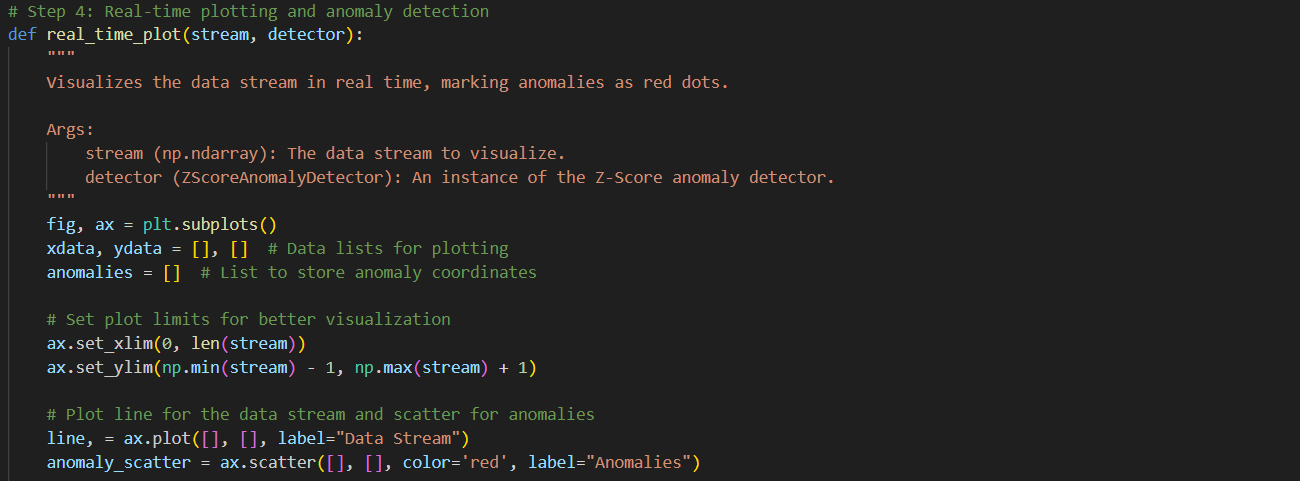 # Step 4: Real-time plotting and anomaly detection
def real_time_plot(stream, detector):
    """
    Visualizes the data stream in real time, marking anomalies as red dots.

    Args:
        stream (np.ndarray): The data stream to visualize.
        detector (ZScoreAnomalyDetector): An instance of the Z-Score anomaly detector.
    """
    fig, ax = plt.subplots()
    xdata, ydata = [], []  # Data lists for plotting
    anomalies = []  # List to store anomaly coordinates

    # Set plot limits for better visualization
    ax.set_xlim(0, len(stream))
    ax.set_ylim(np.min(stream) - 1, np.max(stream) + 1)

    # Plot line for the data stream and scatter for anomalies
    line, = ax.plot([], [], label="Data Stream")
    anomaly_scatter = ax.scatter([], [], color='red', label="Anomalies")